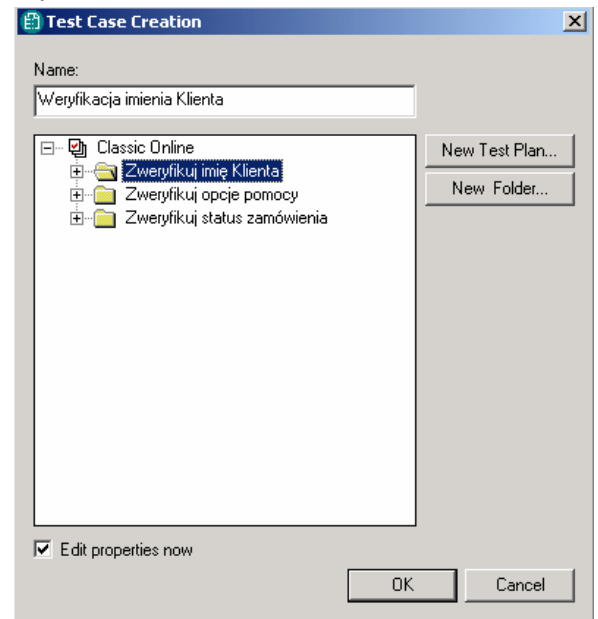 Test Case Creation
Name:
Weryfikacja imienia Klienta
Classic Online
Zweryfikuj imię Klienta
Zweryfikuj opcje pomocy
Zweryfikuj status zamówienia
New Test Plan...
New Folder...
Edit properties now
OK
Cancel